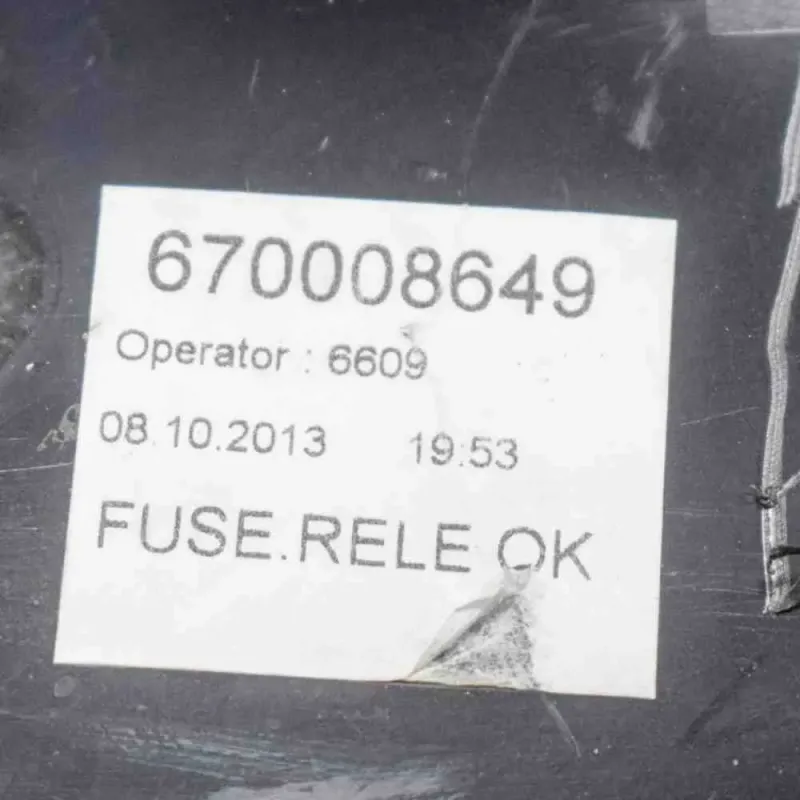 670008649
Operator : 6609
08.10.2013 19:53
FUSE.RELE OK